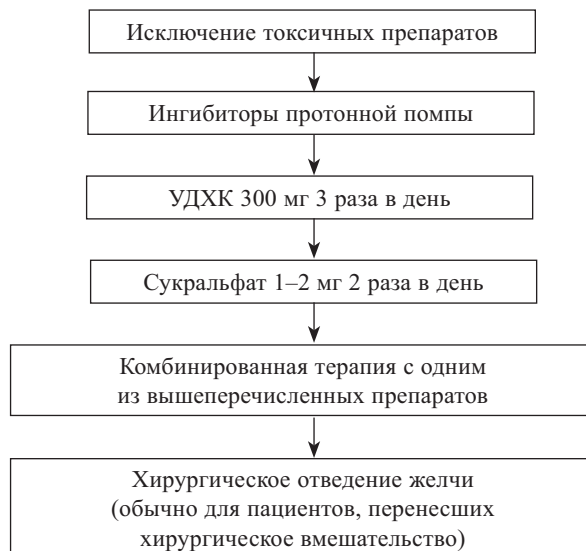 Исключение токсичных препаратов
Ингибиторы протонной помпы
УДХК 300 мг 3 раза в день
Сукральфат 1–2 мг 2 раза в день
Комбинированная терапия с одним
из вышеперечисленных препаратов
Хирургическое отведение желчи
(обычно для пациентов, перенесших
хирургическое вмешательство)